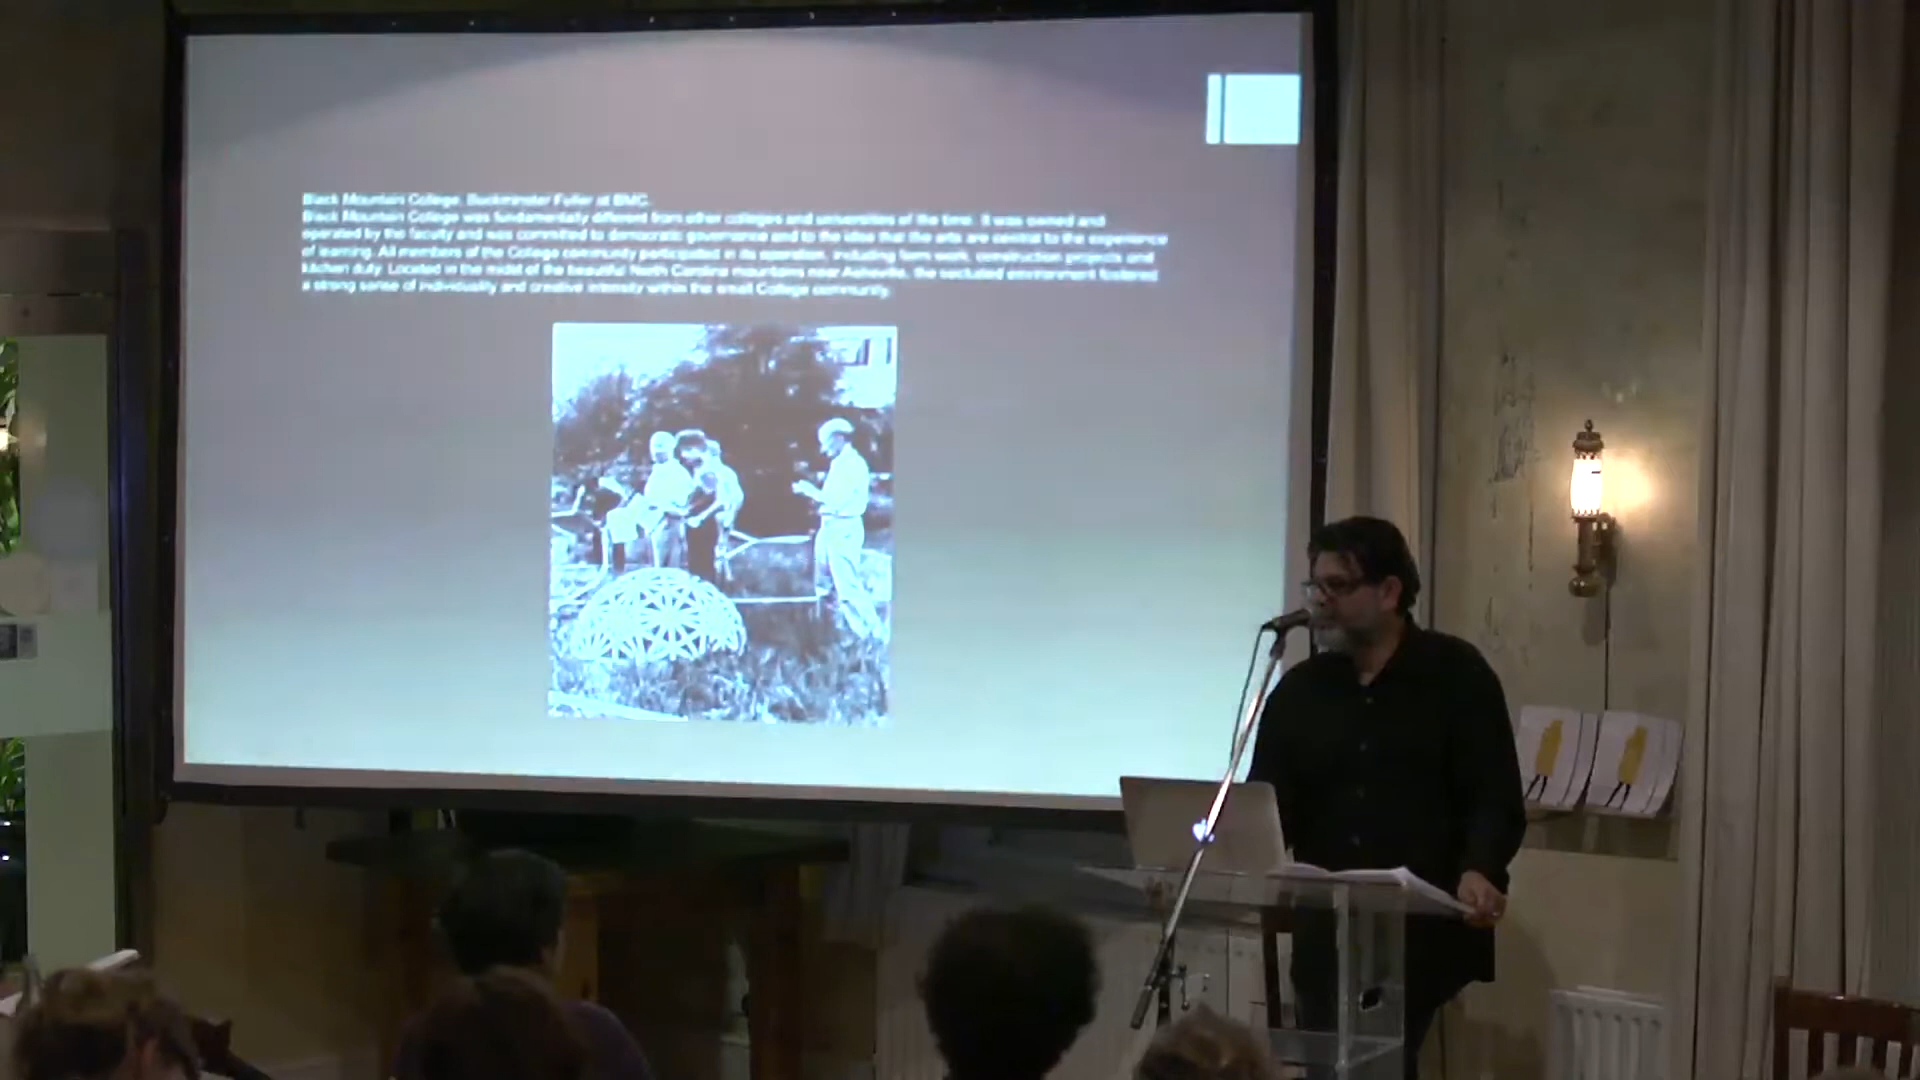 Black Mountain College. Buckminster Fuller at BMC.
Black Mountain College was fundamentally different from other colleges and universities of the time. It was owned and
operated by the faculty and was committed to democratic governance and to the idea that the arts are central to the experience
of learning. All members of the College community participated in its operation, including farm work, construction projects and
kitchen duty. Located in the midst of the beautiful North Carolina mountains near Asheville, the secluded environment fostered
a strong sense of individuality and creative intensity within the small College community.